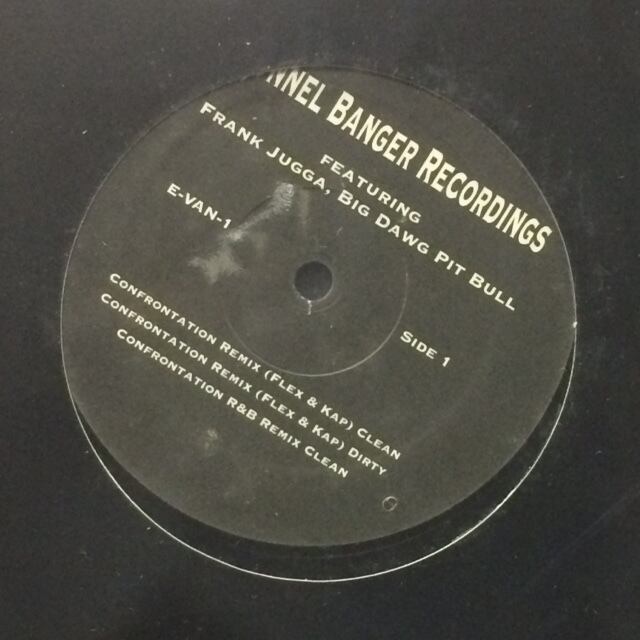 NNEL BANGER RECORDINGS
FEATURING
FRANK JUGGA, BIG DAWG PIT BULL
E-VAN-1
SIDE 1
CONFRONTATION REMIX (FLEX & KAP) CLEAN
CONFRONTATION REMIX (FLEX & KAP) DIRTY
CONFRONTATION R&B REMIX CLEAN